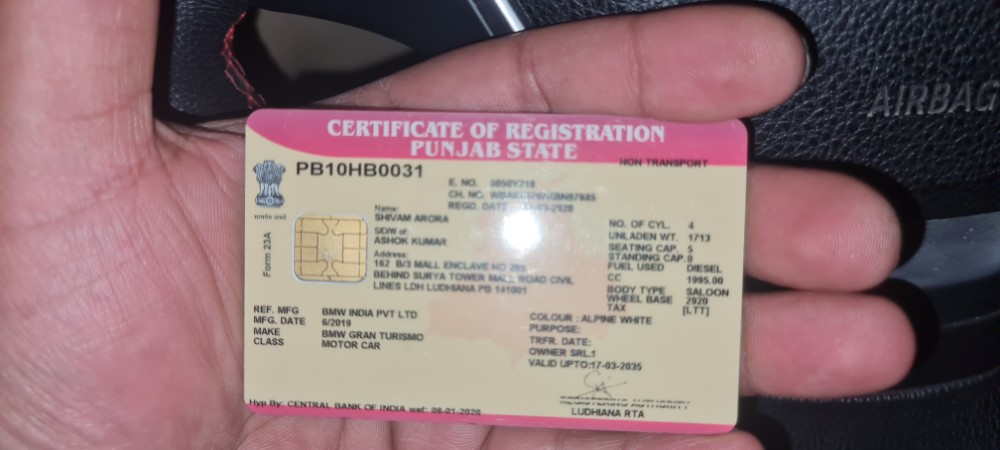 CERTIFICATE OF REGISTRATION
PUNJAB STATE
NON TRANSPORT
PB10HB0031
Form 23A
E. NO.
CH. NO.
REGD. DATE -2020
Name:
SHIVAM ARORA
S/D/W of:
ASHOK KUMAR
Address:
162 B/3 MALL ENCLAVE NO
BEHIND SURYA TOWER MALL ROAD CIVIL
LINES LDH LUDHIANA PB 141001
NO. OF CYL. 4
UNLADEN WT. 1713
SEATING CAP. 5
STANDING CAP. 0
FUEL USED DIESEL
CC 1995.00
BODY TYPE SALOON
WHEEL BASE 2920
TAX [LTT]
REF. MFG BMW INDIA PVT LTD
MFG. DATE 6/2019
MAKE BMW GRAN TURISMO
CLASS MOTOR CAR
COLOUR : ALPINE WHITE
PURPOSE:
TRFR. DATE:
OWNER SRL.1
VALID UPTO:17-03-2035
LUDHIANA RTA
Hyp By: CENTRAL BANK OF INDIA wef: 08-01-2020
AIRBAG